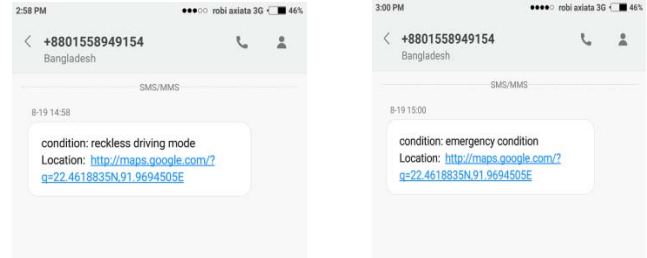 2:58 PM
robi axiata 3G 46%
+8801558949154
Bangladesh
SMS/MMS
8-19 14:58
condition: reckless driving mode
Location: http://maps.google.com/?
q=22.4618835N,91.9694505E
3:00 PM
robi axiata 3G 46%
+8801558949154
Bangladesh
SMS/MMS
8-19 15:00
condition: emergency condition
Location: http://maps.google.com/?
q=22.4618835N,91.9694505E